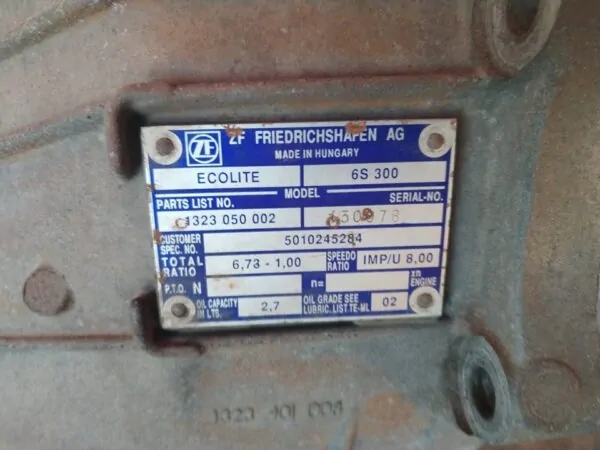 ZF
ZF FRIEDRICHSHAFEN AG
MADE IN HUNGARY
ECOLITE 6S 300
MODEL
PARTS LIST NO. SERIAL-NO.
1323 050 002
CUSTOMER SPEC. NO. 5010245284
TOTAL RATIO 6,73 - 1,00 SPEEDO RATIO IMP/U 8,00
P.T.O. N n= xn ENGINE
OIL CAPACITY IN LTS. 2,7 OIL GRADE SEE LUBRIC. LIST TE-ML 02
1323 401